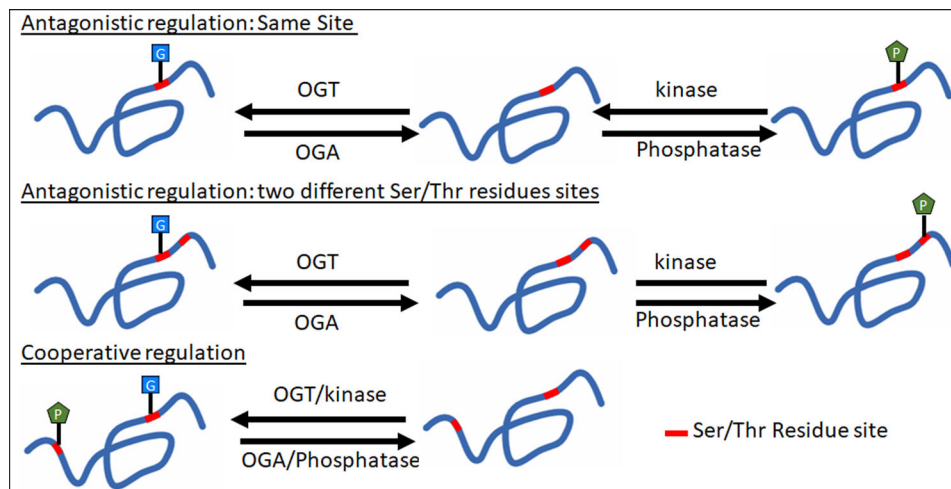 Antagonistic regulation: Same Site
G
P
OGT
kinase
OGA
Phosphatase
Antagonistic regulation: two different Ser/Thr residues sites
G
P
OGT
kinase
OGA
Phosphatase
Cooperative regulation
P
G
OGT/kinase
OGA/Phosphatase
Ser/Thr Residue site